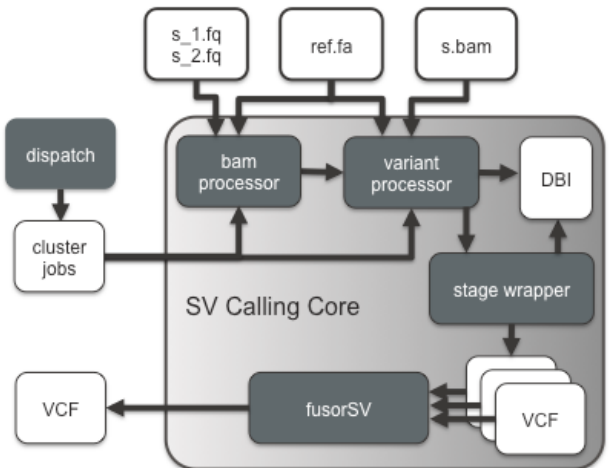 s_1.fq
s_2.fq
ref.fa
s.bam
dispatch
bam
processor
variant
processor
DBI
cluster
jobs
stage wrapper
SV Calling Core
VCF
fusorSV
VCF